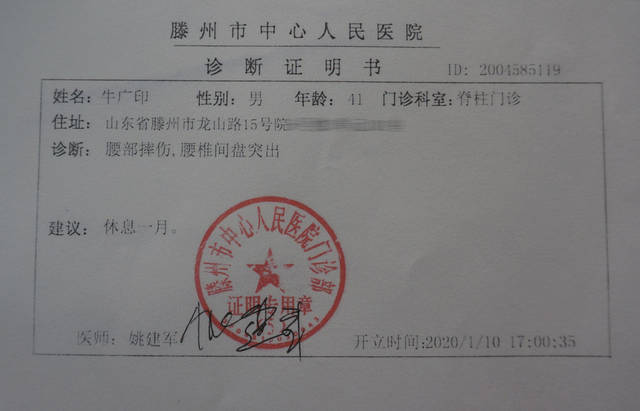 滕州市中心人民医院
诊断证明书
ID: 2004585119
姓名: 牛广印 性别: 男 年龄: 41 门诊科室: 脊柱门诊
住址: 山东省滕州市龙山路15号院
诊断: 腰部摔伤,腰椎间盘突出
建议: 休息一月。
滕州市中心人民医院门诊部
证明专用章
医师: 姚建军
开立时间:2020/1/10 17:00:35